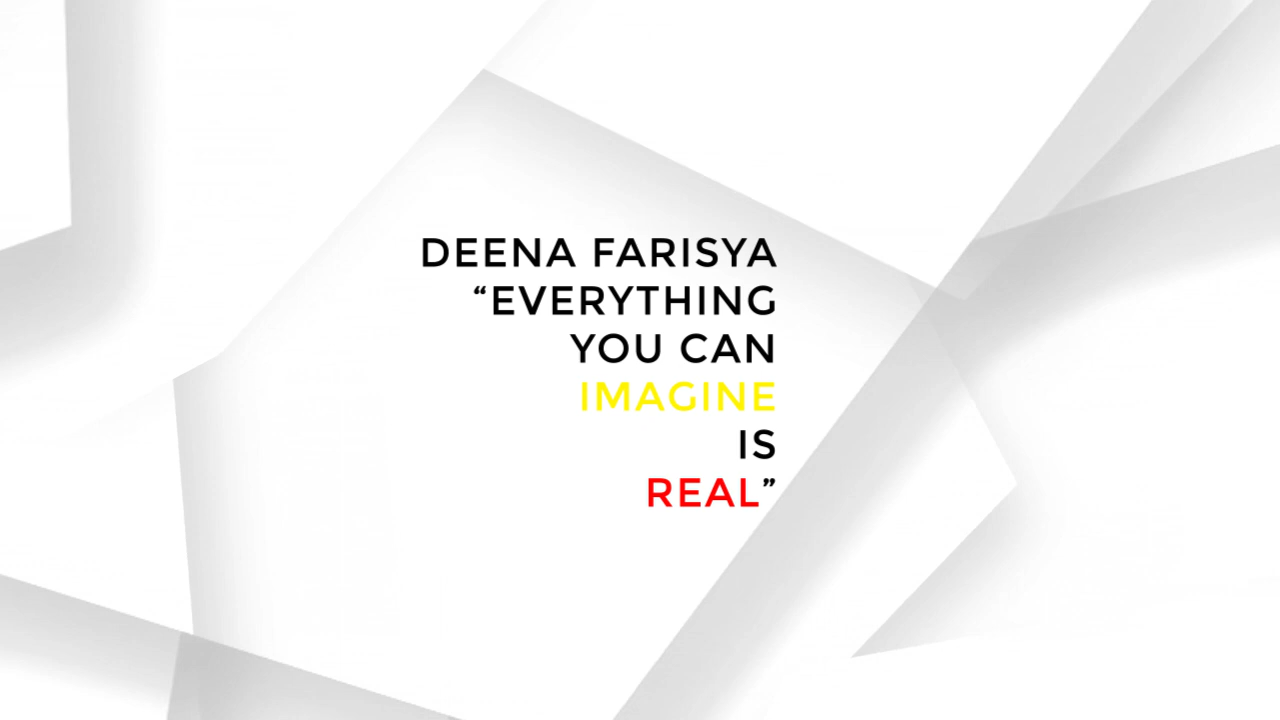 DEENA FARISYA
“EVERYTHING
YOU CAN
IMAGINE
IS
REAL”